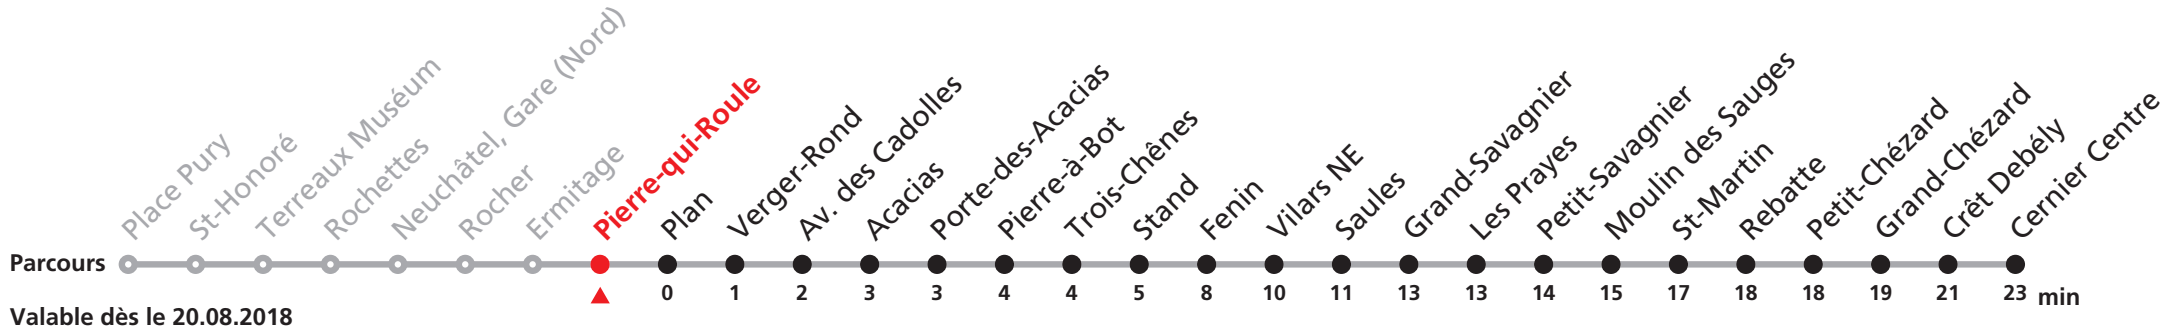 Place Pury
St-Honoré
Terreaux Muséum
Rochettes
Neuchâtel, Gare (Nord)
Rocher
Ermitage
Pierre-qui-Roule
Plan
Verger-Rond
Av. des Cadolles
Acacias
Porte-des-Acacias
Pierre-à-Bot
Trois-Chênes
Stand
Fenin
Vilars NE
Saules
Grand-Savagnier
Les Prayes
Petit-Savagnier
Moulin des Sauges
St-Martin
Rebatte
Petit-Chézard
Grand-Chézard
Crêt Debély
Cernier Centre
Parcours
0 1 2 3 3 4 4 5 8 10 11 13 13 14 15 17 18 18 19 21 23 min
Valable dès le 20.08.2018